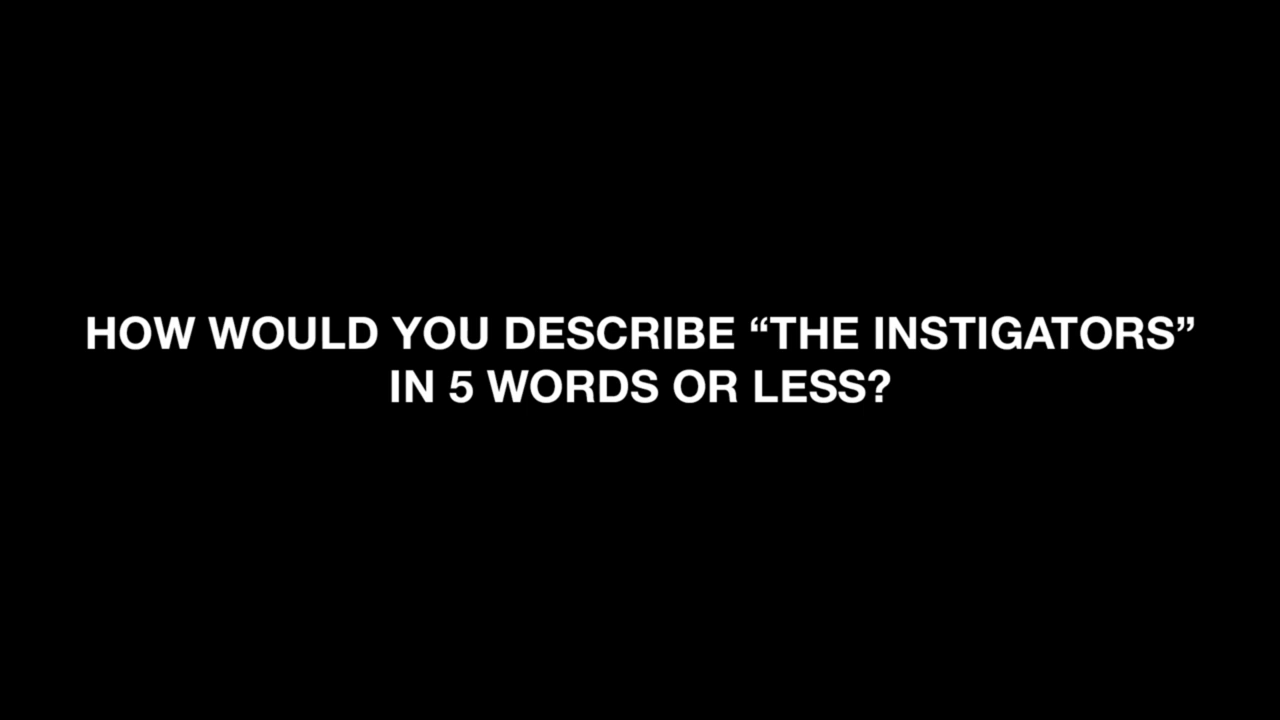 HOW WOULD YOU DESCRIBE “THE INSTIGATORS”
IN 5 WORDS OR LESS?